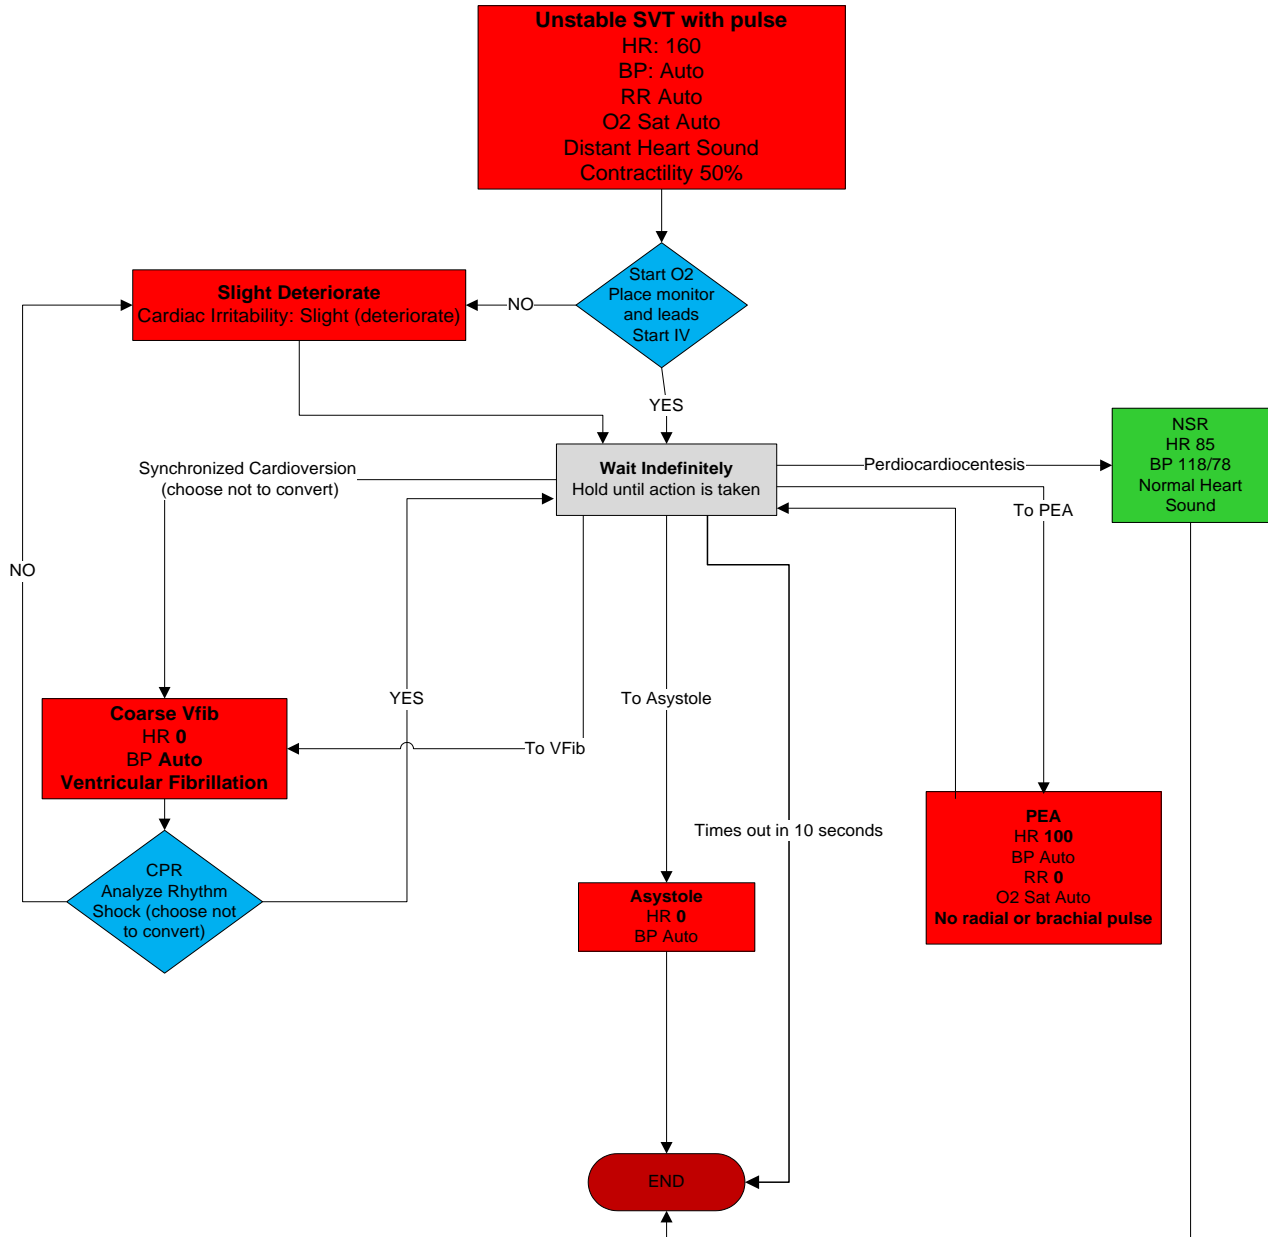 Unstable SVT with pulse
HR: 160
BP: Auto
RR Auto
O2 Sat Auto
Distant Heart Sound
Contractility 50%
Start O2
Place monitor
and leads
Start IV
NO
Slight Deteriorate
Cardiac Irritability: Slight (deteriorate)
YES
Wait Indefinitely
Hold until action is taken
Synchronized Cardioversion
(choose not to convert)
Perdiocardiocentesis
NSR
HR 85
BP 118/78
Normal Heart
Sound
To PEA
NO
YES
To Asystole
To VFib
Coarse Vfib
HR 0
BP Auto
Ventricular Fibrillation
Times out in 10 seconds
PEA
HR 100
BP Auto
RR 0
O2 Sat Auto
No radial or brachial pulse
CPR
Analyze Rhythm
Shock (choose not
to convert)
Asystole
HR 0
BP Auto
END